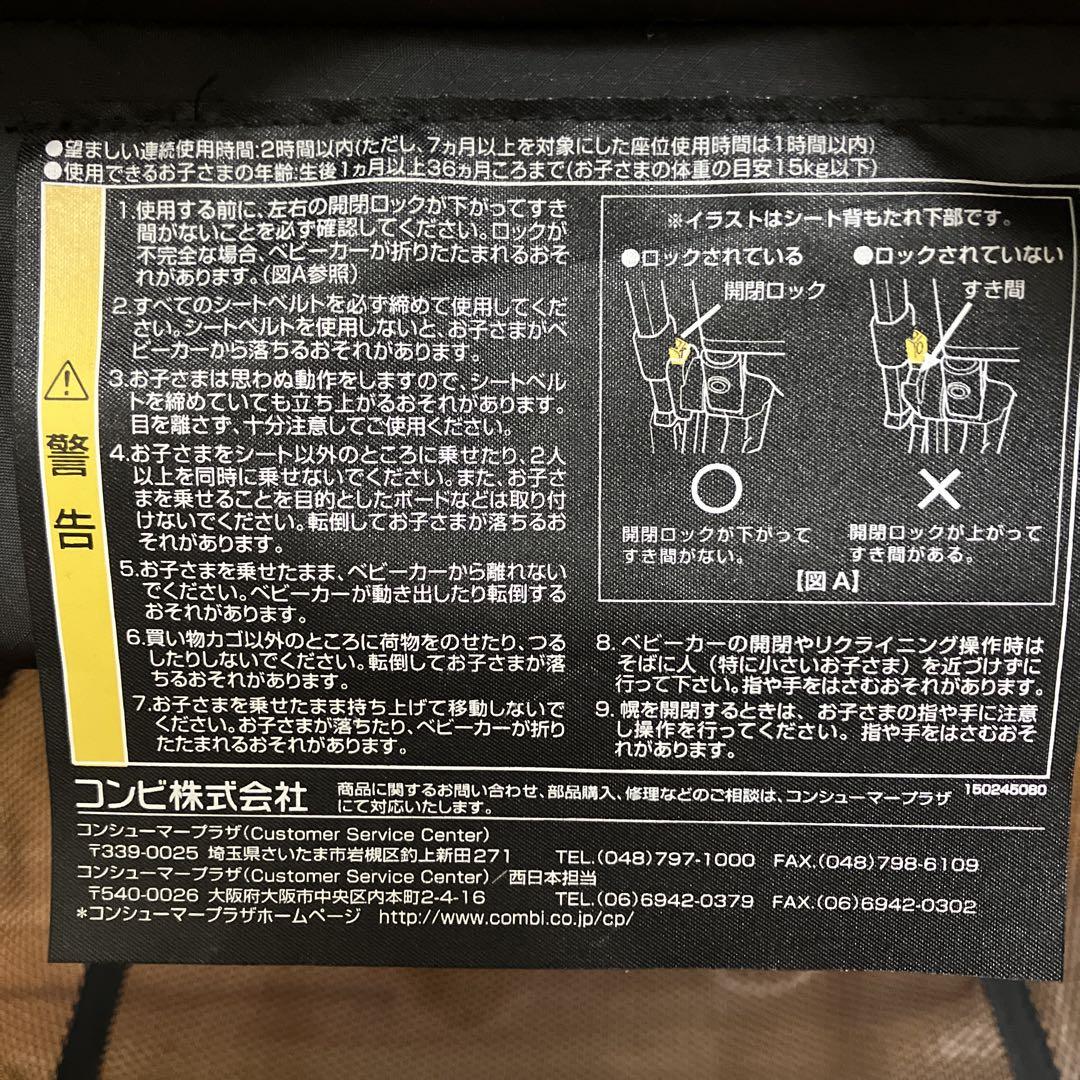 ●望ましい連続使用時間:2時間以内(ただし、7ヵ月以上を対象にした座位使用時間は1時間以内)
●使用できるお子さまの年齢:生後1ヵ月以上36ヵ月ころまで(お子さまの体重の目安15kg以下)
警告
1.使用する前に、左右の開閉ロックが下がってすき
間がないことを必ず確認してください。ロックが
不完全な場合、ベビーカーが折りたたまれるおそ
れがあります。(図A参照)
2.すべてのシートベルトを必ず締めて使用してくだ
さい。シートベルトを使用しないと、お子さまがベ
ビーカーから落ちるおそれがあります。
3.お子さまは思わぬ動作をしますので、シートベル
トを締めていても立ち上がるおそれがあります。
目を離さず、十分注意してご使用ください。
4.お子さまをシート以外のところに乗せたり、2人
以上を同時に乗せないでください。また、お子さ
まを乗せることを目的としたボードなどは取り付
けないでください。転倒してお子さまが落ちるお
それがあります。
5.お子さまを乗せたまま、ベビーカーから離れない
でください。ベビーカーが動き出したり転倒する
おそれがあります。
6.買い物カゴ以外のところに荷物をのせたり、つる
したりしないでください。転倒してお子さまが落
ちるおそれがあります。
7.お子さまを乗せたまま持ち上げて移動しないで
ください。お子さまが落ちたり、ベビーカーが折り
たたまれるおそれがあります。
※イラストはシート背もたれ下部です。
●ロックされている
●ロックされていない
開閉ロック
すき間
開閉ロックが下がって
すき間がない。
開閉ロックが上がって
すき間がある。
【図A】
8.ベビーカーの開閉やリクライニング操作時は
そばに人(特に小さいお子さま)を近づけずに
行って下さい。指や手をはさむおそれがあります。
9.幌を開閉するときは、お子さまの指や手に注意
し操作を行ってください。指や手をはさむおそ
れがあります。
コンビ株式会社
商品に関するお問い合わせ、部品購入、修理などのご相談は、コンシューマープラザ
にて対応いたします。
150245080
コンシューマープラザ(Customer Service Center)
〒339-0025 埼玉県さいたま市岩槻区釣上新田271 TEL.(048)797-1000 FAX.(048)798-6109
コンシューマープラザ(Customer Service Center)/西日本担当
〒540-0026 大阪府大阪市中央区内本町2-4-16 TEL.(06)6942-0379 FAX.(06)6942-0302
*コンシューマープラザホームページ http://www.combi.co.jp/cp/